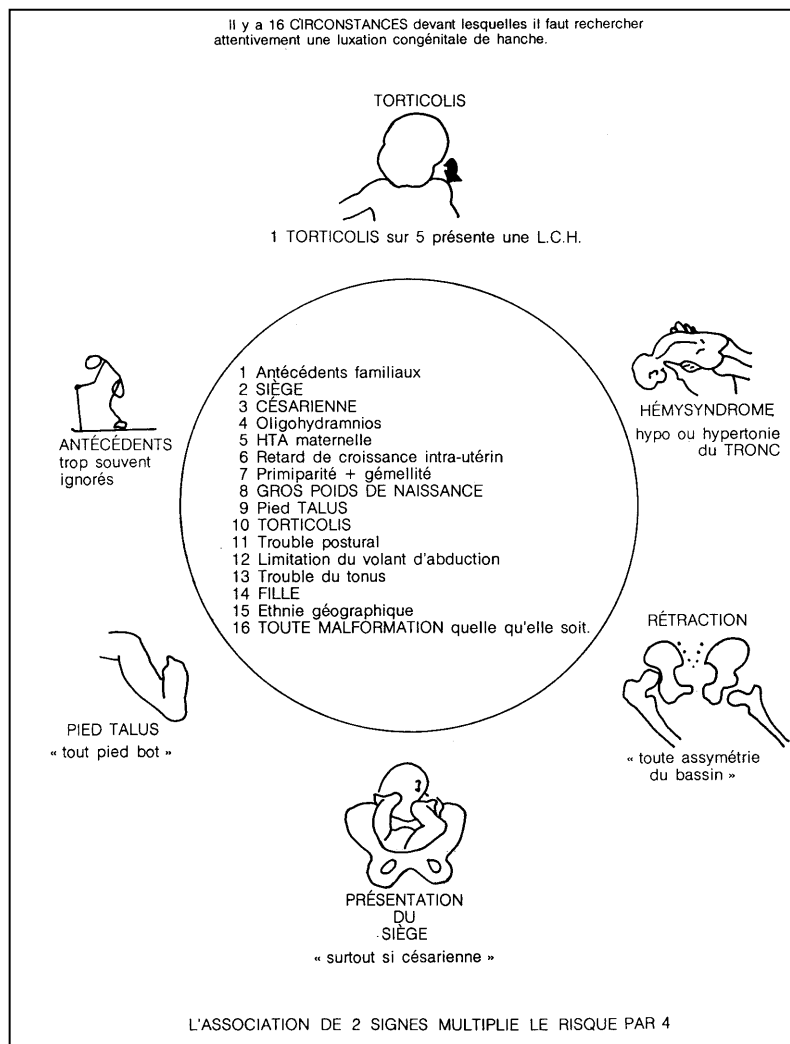 Il y a 16 CIRCONSTANCES devant lesquelles il faut rechercher
attentivement une luxation congénitale de hanche.
TORTICOLIS
1 TORTICOLIS sur 5 présente une L.C.H.
1 Antécédents familiaux
2 SIÈGE
3 CÉSARIENNE
4 Oligohydramnios
5 HTA maternelle
6 Retard de croissance intra-utérin
7 Primiparité + gémellité
8 GROS POIDS DE NAISSANCE
9 Pied TALUS
10 TORTICOLIS
11 Trouble postural
12 Limitation du volant d'abduction
13 Trouble du tonus
14 FILLE
15 Ethnie géographique
16 TOUTE MALFORMATION quelle qu'elle soit.
HÉMYSYNDROME
hypo ou hypertonie
du TRONC
RÉTRACTION
« toute assymétrie
du bassin »
PRÉSENTATION
DU
SIÈGE
« surtout si césarienne »
PIED TALUS
« tout pied bot »
ANTÉCÉDENTS
trop souvent
ignorés
L'ASSOCIATION DE 2 SIGNES MULTIPLIE LE RISQUE PAR 4